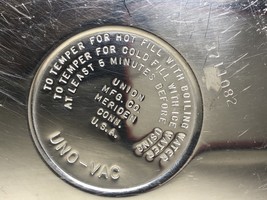 TO TEMPER FOR HOT FILL WITH BOILING WATER
TO TEMPER FOR COLD FILL WITH ICE WATER
AT LEAST 5 MINUTES BEFORE USING
UNION
MFG. CO.
MERIDEN
CONN.
U.S.A.
UNO-VAC